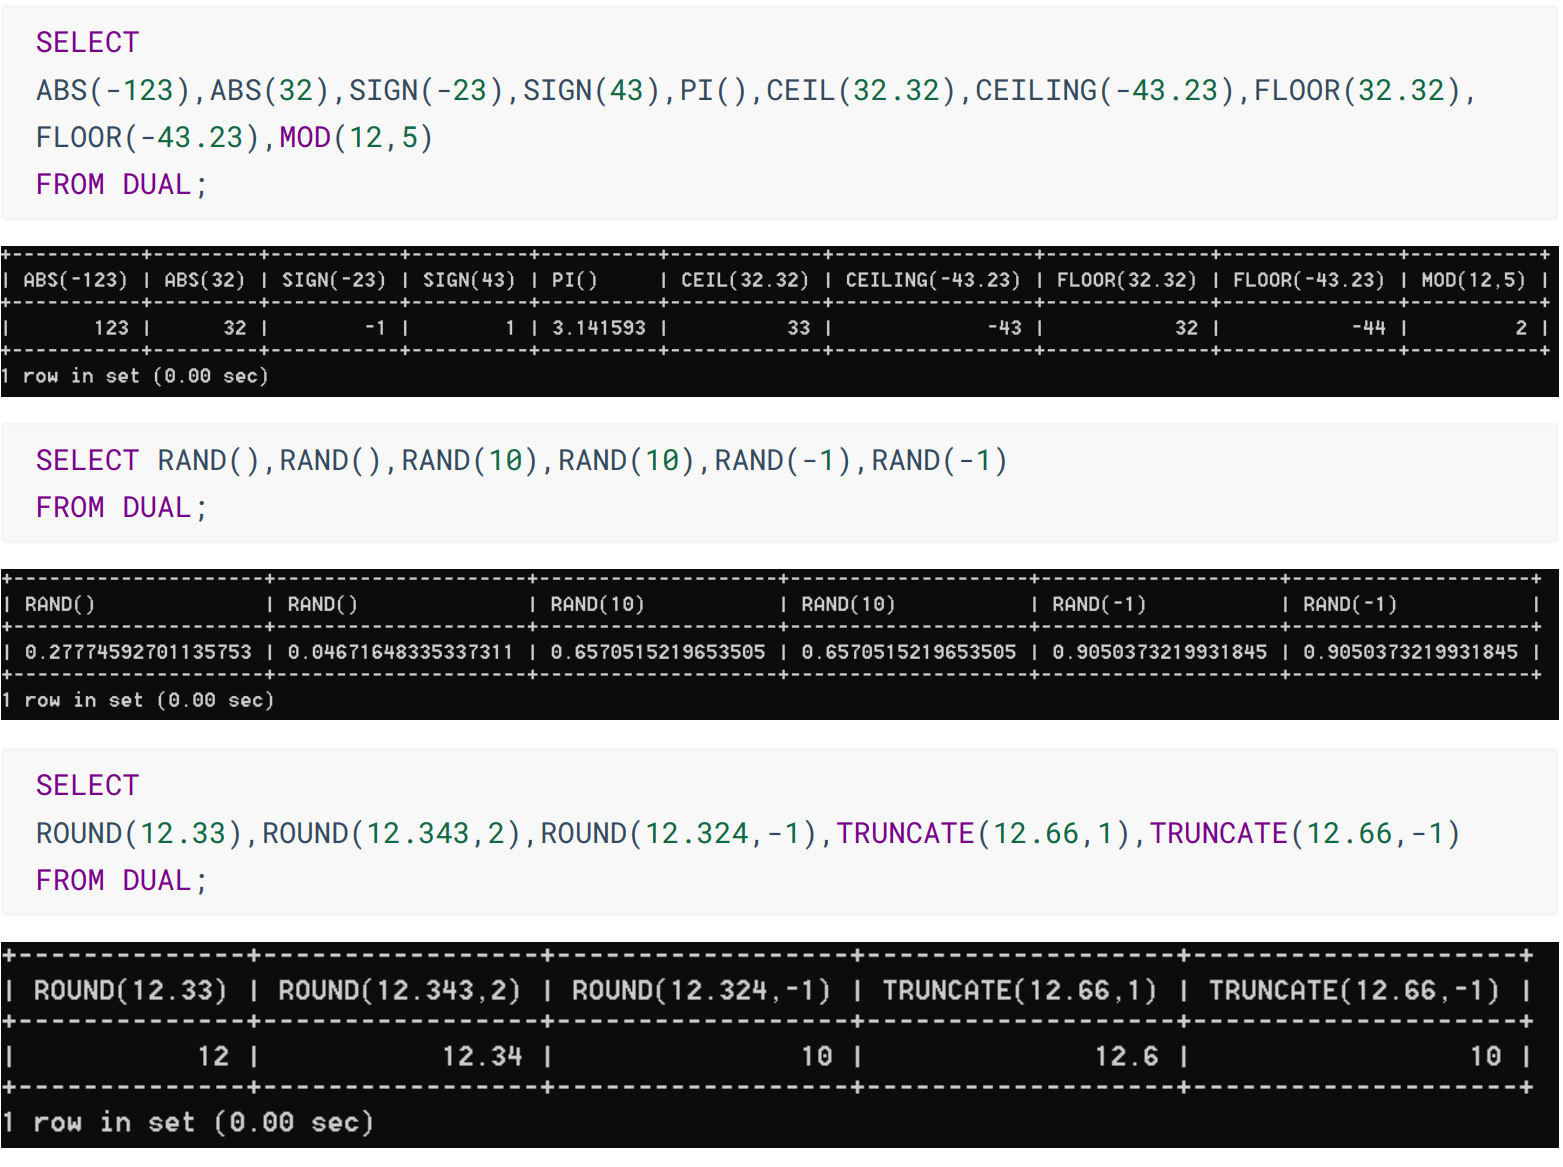 SELECT
ABS(-123),ABS(32),SIGN(-23),SIGN(43),PI(),CEIL(32.32),CEILING(-43.23),FLOOR(32.32),
FLOOR(-43.23),MOD(12,5)
FROM DUAL;
+-----------+---------+-----------+----------+----------+-------------+-----------------+--------------+---------------+-----------+
| ABS(-123) | ABS(32) | SIGN(-23) | SIGN(43) | PI()     | CEIL(32.32) | CEILING(-43.23) | FLOOR(32.32) | FLOOR(-43.23) | MOD(12,5) |
+-----------+---------+-----------+----------+----------+-------------+-----------------+--------------+---------------+-----------+
|       123 |      32 |        -1 |        1 | 3.141593 |          33 |             -43 |           32 |           -44 |         2 |
+-----------+---------+-----------+----------+----------+-------------+-----------------+--------------+---------------+-----------+
1 row in set (0.00 sec)
SELECT RAND(),RAND(),RAND(10),RAND(10),RAND(-1),RAND(-1)
FROM DUAL;
+---------------------+---------------------+--------------------+--------------------+--------------------+--------------------+
| RAND()              | RAND()              | RAND(10)           | RAND(10)           | RAND(-1)           | RAND(-1)           |
+---------------------+---------------------+--------------------+--------------------+--------------------+--------------------+
| 0.27774592701135753 | 0.04671648335337311 | 0.6570515219653505 | 0.6570515219653505 | 0.9050373219931845 | 0.9050373219931845 |
+---------------------+---------------------+--------------------+--------------------+--------------------+--------------------+
1 row in set (0.00 sec)
SELECT
ROUND(12.33),ROUND(12.343,2),ROUND(12.324,-1),TRUNCATE(12.66,1),TRUNCATE(12.66,-1)
FROM DUAL;
+--------------+-----------------+------------------+-------------------+--------------------+
| ROUND(12.33) | ROUND(12.343,2) | ROUND(12.324,-1) | TRUNCATE(12.66,1) | TRUNCATE(12.66,-1) |
+--------------+-----------------+------------------+-------------------+--------------------+
|           12 |           12.34 |               10 |              12.6 |                 10 |
+--------------+-----------------+------------------+-------------------+--------------------+
1 row in set (0.00 sec)